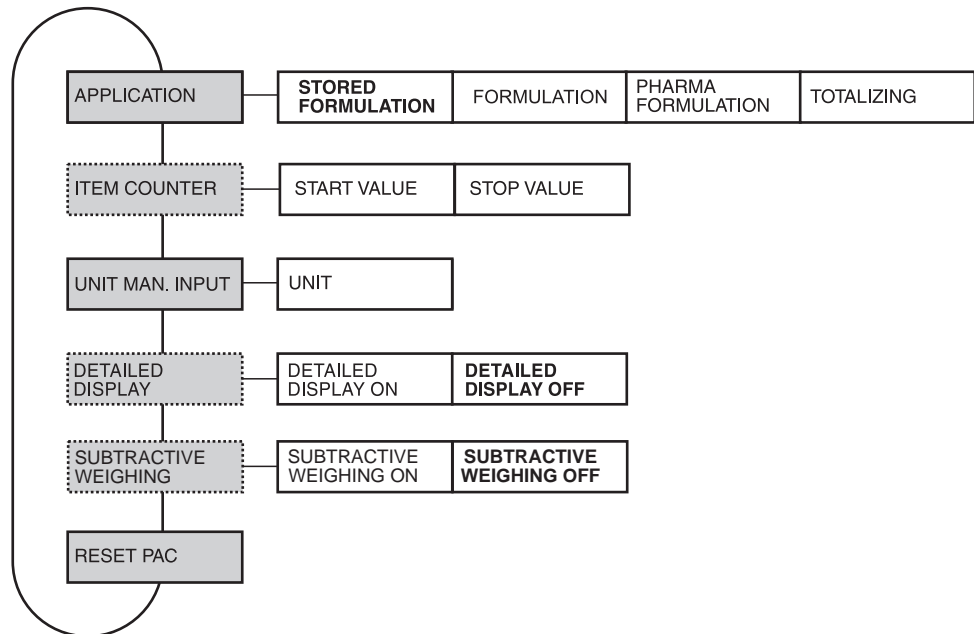 APPLICATION
STORED
FORMULATION
FORMULATION
PHARMA
FORMULATION
TOTALIZING
ITEM COUNTER
START VALUE
STOP VALUE
UNIT MAN. INPUT
UNIT
DETAILED
DISPLAY
DETAILED
DISPLAY ON
DETAILED
DISPLAY OFF
SUBTRACTIVE
WEIGHING
SUBTRACTIVE
WEIGHING ON
SUBTRACTIVE
WEIGHING OFF
RESET PAC